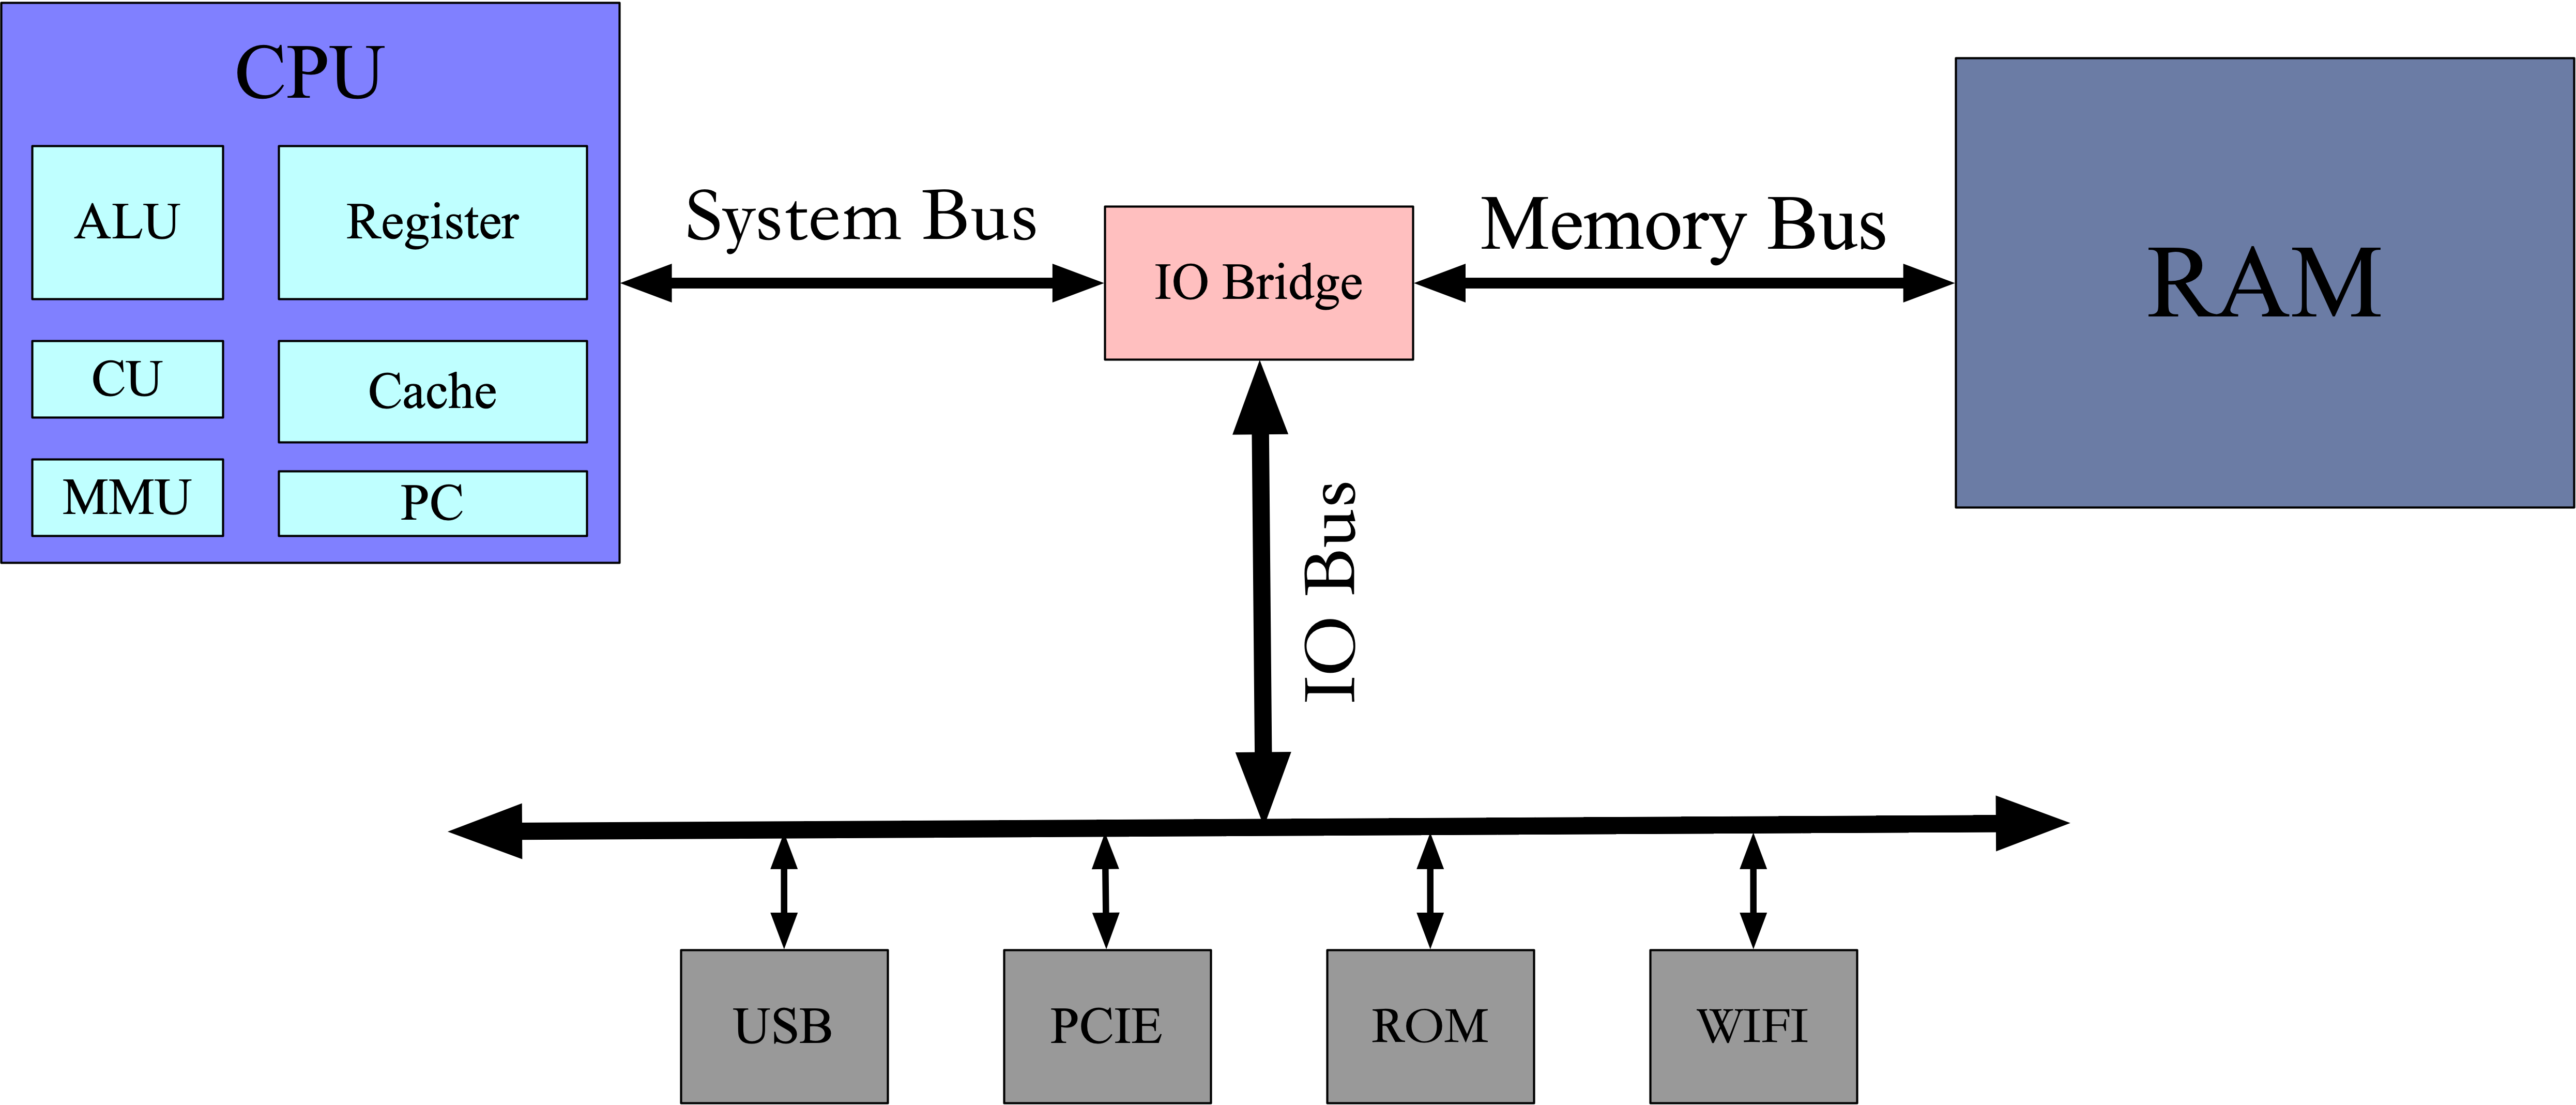 CPU
ALU
Register
CU
Cache
MMU
PC
System Bus
IO Bridge
Memory Bus
RAM
IO Bus
USB
PCIE
ROM
WIFI